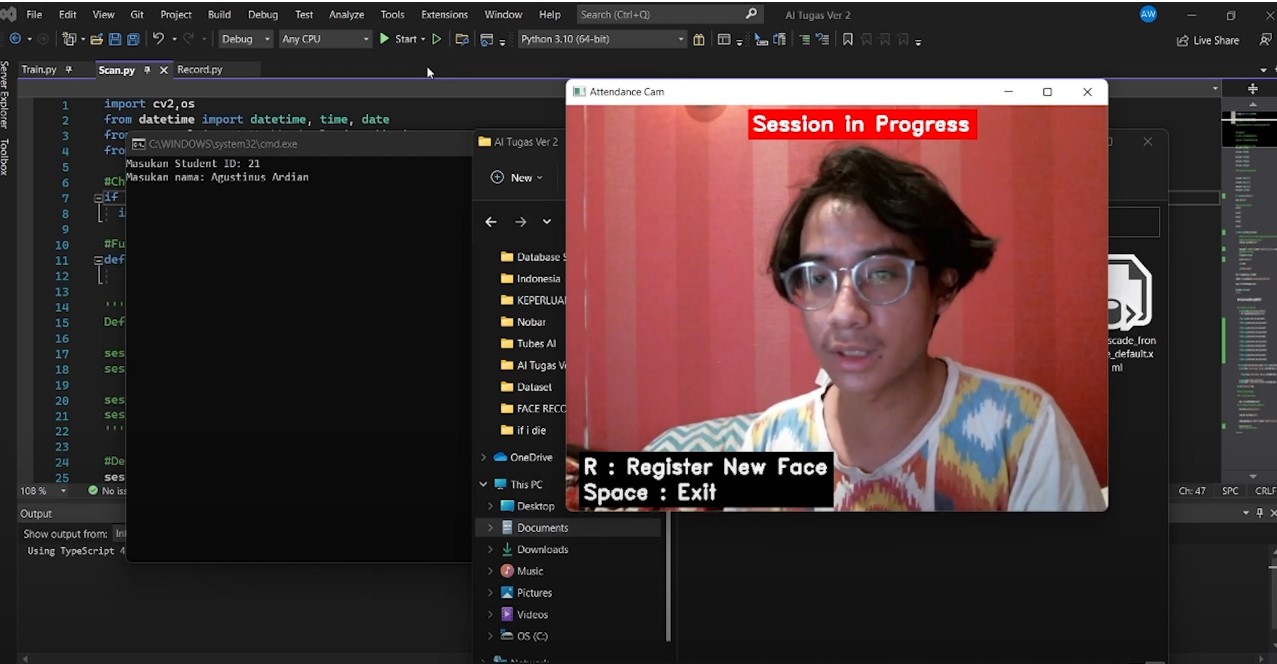 File Edit View Git Project Build Debug Test Analyze Tools Extensions Window Help Search (Ctrl+Q) AI Tugas Ver 2 AW
Debug Any CPU Start Python 3.10 (64-bit) Live Share
Server Explorer
Toolbox
Train.py Scan.py Record.py
1 import cv2,os
2 from datetime import datetime, time, date
3 from
4
5
6 #Ch
7 if
8
9
10 #Fu
11 def
12
13
14 '''
15 Def
16
17 ses
18 ses
19
20 ses
21 ses
22 '''
23
24 #De
25 ses
C:\WINDOWS\system32\cmd.exe
Masukan Student ID: 21
Masukan nama: Agustinus Ardian
AI Tugas Ver 2
New
Database S
Indonesia
KEPERLUA
Nobar
Tubes AI
AI Tugas Ve
Dataset
FACE RECO
if i die
OneDrive
This PC
Desktop
Documents
Downloads
Music
Pictures
Videos
OS (C:)
Attendance Cam
Session in Progress
R : Register New Face
Space : Exit
scade_fron
e_default.x
ml
108 % No iss
Ch: 47 SPC CRLF
Output
Show output from:
Using TypeScript 4